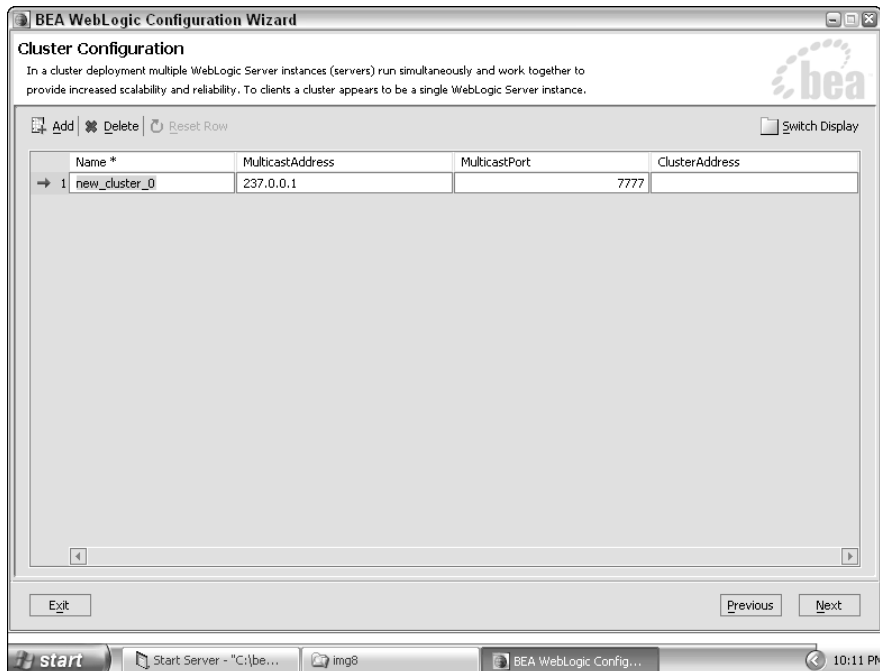 BEA WebLogic Configuration Wizard
Cluster Configuration
In a cluster deployment multiple WebLogic Server instances (servers) run simultaneously and work together to
provide increased scalability and reliability. To clients a cluster appears to be a single WebLogic Server instance.
bea
Add Delete Reset Row Switch Display
Name * MulticastAddress MulticastPort ClusterAddress
1 new_cluster_0 237.0.0.1 7777
Exit Previous Next
start Start Server - "C:\be... img8 BEA WebLogic Config... 10:11 PM